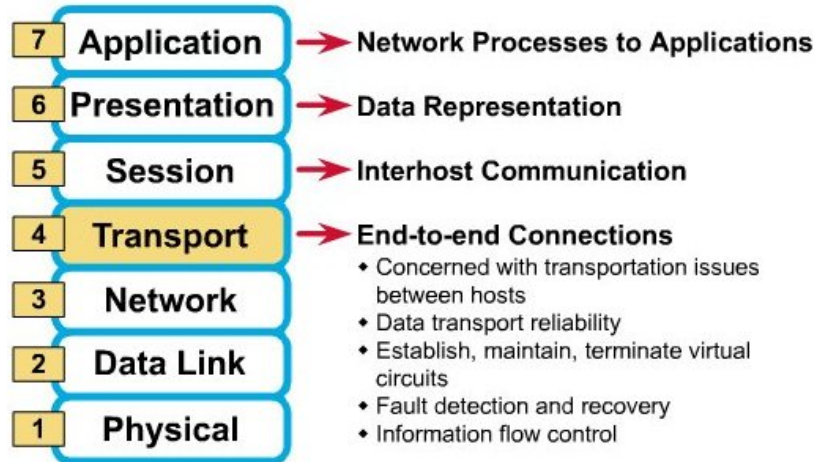 7 Application Network Processes to Applications
6 Presentation Data Representation
5 Session Interhost Communication
4 Transport End-to-end Connections
• Concerned with transportation issues
between hosts
• Data transport reliability
• Establish, maintain, terminate virtual
circuits
• Fault detection and recovery
• Information flow control
3 Network
2 Data Link
1 Physical